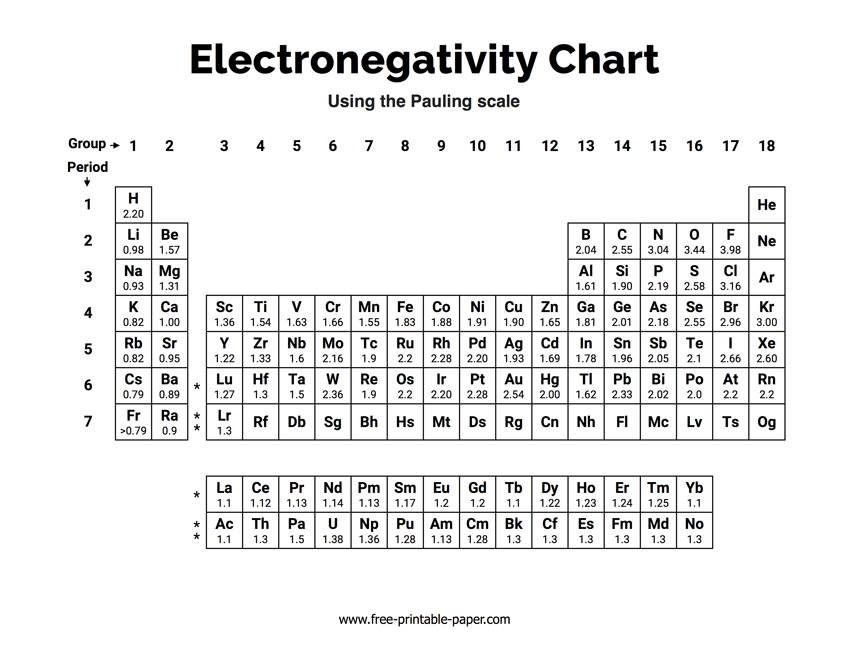 Electronegativity Chart
Using the Pauling scale
Group → 1 2 3 4 5 6 7 8 9 10 11 12 13 14 15 16 17 18
Period
↓
1 H He
2.20
2 Li Be B C N O F Ne
0.98 1.57 2.04 2.55 3.04 3.44 3.98
3 Na Mg Al Si P S Cl Ar
0.93 1.31 1.61 1.90 2.19 2.58 3.16
4 K Ca Sc Ti V Cr Mn Fe Co Ni Cu Zn Ga Ge As Se Br Kr
0.82 1.00 1.36 1.54 1.63 1.66 1.55 1.83 1.88 1.91 1.90 1.65 1.81 2.01 2.18 2.55 2.96 3.00
5 Rb Sr Y Zr Nb Mo Tc Ru Rh Pd Ag Cd In Sn Sb Te I Xe
0.82 0.95 1.22 1.33 1.6 2.16 1.9 2.2 2.28 2.20 1.93 1.69 1.78 1.96 2.05 2.1 2.66 2.60
6 Cs Ba * Lu Hf Ta W Re Os Ir Pt Au Hg Tl Pb Bi Po At Rn
0.79 0.89 1.27 1.3 1.5 2.36 1.9 2.2 2.20 2.28 2.54 2.00 1.62 2.33 2.02 2.0 2.2 2.2
7 Fr Ra * * Lr Rf Db Sg Bh Hs Mt Ds Rg Cn Nh Fl Mc Lv Ts Og
>0.79 0.9 1.3
* La Ce Pr Nd Pm Sm Eu Gd Tb Dy Ho Er Tm Yb
1.1 1.12 1.13 1.14 1.13 1.17 1.2 1.2 1.1 1.22 1.23 1.24 1.25 1.1
* * Ac Th Pa U Np Pu Am Cm Bk Cf Es Fm Md No
1.1 1.3 1.5 1.38 1.36 1.28 1.13 1.28 1.3 1.3 1.3 1.3 1.3 1.3
www.free-printable-paper.com